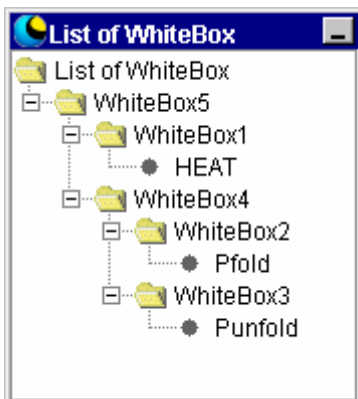 List of WhiteBox
List of WhiteBox
WhiteBox5
WhiteBox1
HEAT
WhiteBox4
WhiteBox2
Pfold
WhiteBox3
Punfold